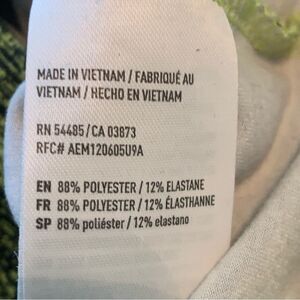 MADE IN VIETNAM / FABRIQUÉ AU
VIETNAM / HECHO EN VIETNAM
RN 54485 / CA 03873
RFC# AEM120605U9A
EN 88% POLYESTER / 12% ELASTANE
FR 88% POLYESTER / 12% ÉLASTHANNE
SP 88% poliéster / 12% elastano